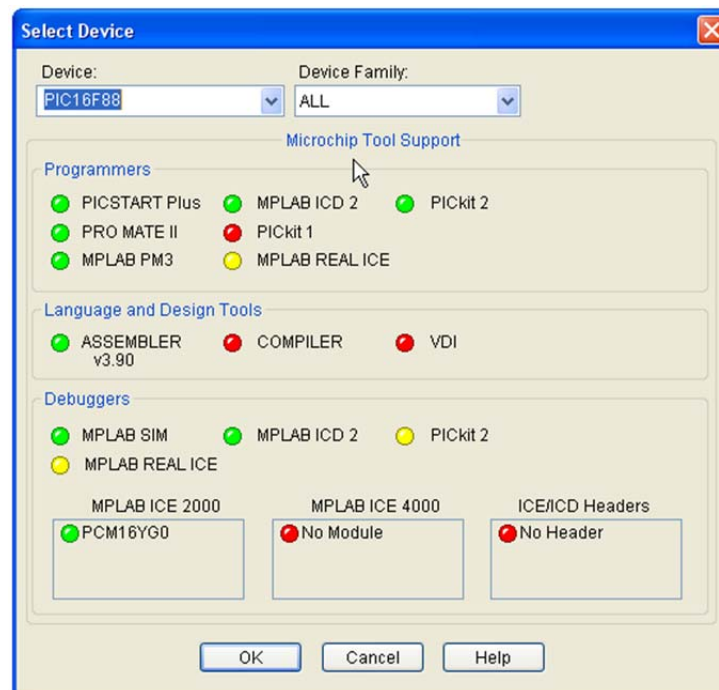 Select Device
Device: Device Family:
PIC16F88 ALL
Microchip Tool Support
Programmers
PICSTART Plus MPLAB ICD 2 PICkit 2
PRO MATE II PICkit 1
MPLAB PM3 MPLAB REAL ICE
Language and Design Tools
ASSEMBLER COMPILER VDI
v3.90
Debuggers
MPLAB SIM MPLAB ICD 2 PICkit 2
MPLAB REAL ICE
MPLAB ICE 2000 MPLAB ICE 4000 ICE/ICD Headers
PCM16YG0 No Module No Header
OK Cancel Help